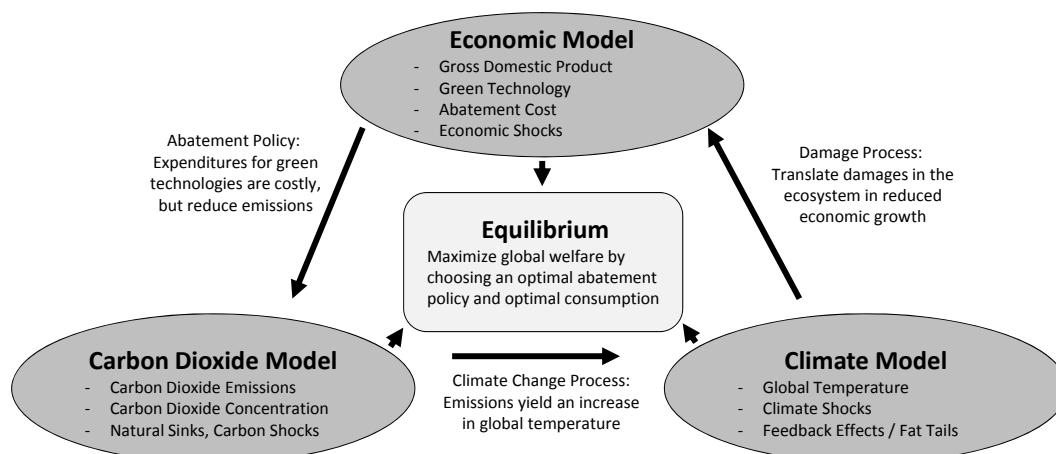 Economic Model
- Gross Domestic Product
- Green Technology
- Abatement Cost
- Economic Shocks
Abatement Policy:
Expenditures for green
technologies are costly,
but reduce emissions
Damage Process:
Translate damages in the
ecosystem in reduced
economic growth
Equilibrium
Maximize global welfare by
choosing an optimal abatement
policy and optimal consumption
Carbon Dioxide Model
- Carbon Dioxide Emissions
- Carbon Dioxide Concentration
- Natural Sinks, Carbon Shocks
Climate Change Process:
Emissions yield an increase
in global temperature
Climate Model
- Global Temperature
- Climate Shocks
- Feedback Effects / Fat Tails